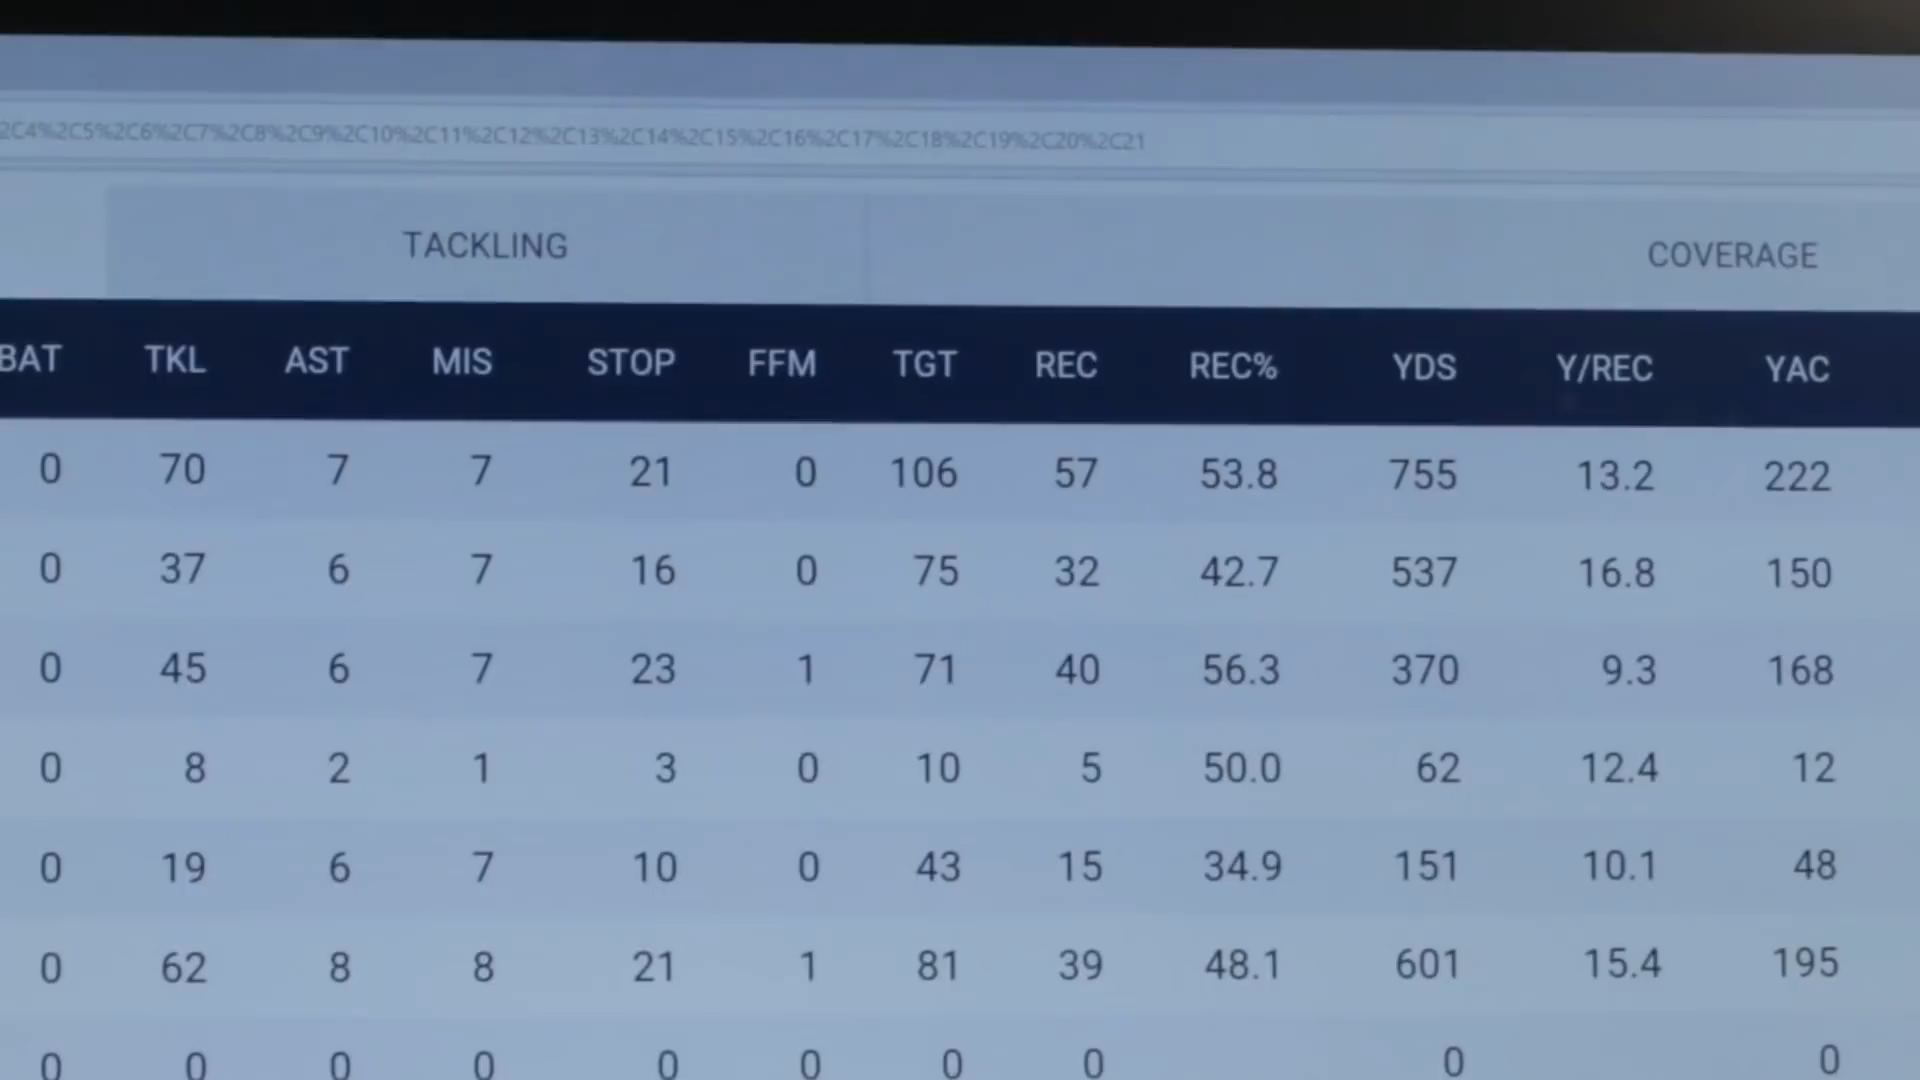 2C4%2C5%2C6%2C7%2C8%2C9%2C10%2C11%2C12%2C13%2C14%2C15%2C16%2C17%2C18%2C19%2C20%2C21
TACKLING COVERAGE
BAT TKL AST MIS STOP FFM TGT REC REC% YDS Y/REC YAC
0 70 7 7 21 0 106 57 53.8 755 13.2 222
0 37 6 7 16 0 75 32 42.7 537 16.8 150
0 45 6 7 23 1 71 40 56.3 370 9.3 168
0 8 2 1 3 0 10 5 50.0 62 12.4 12
0 19 6 7 10 0 43 15 34.9 151 10.1 48
0 62 8 8 21 1 81 39 48.1 601 15.4 195
0 0 0 0 0 0 0 0 0 0